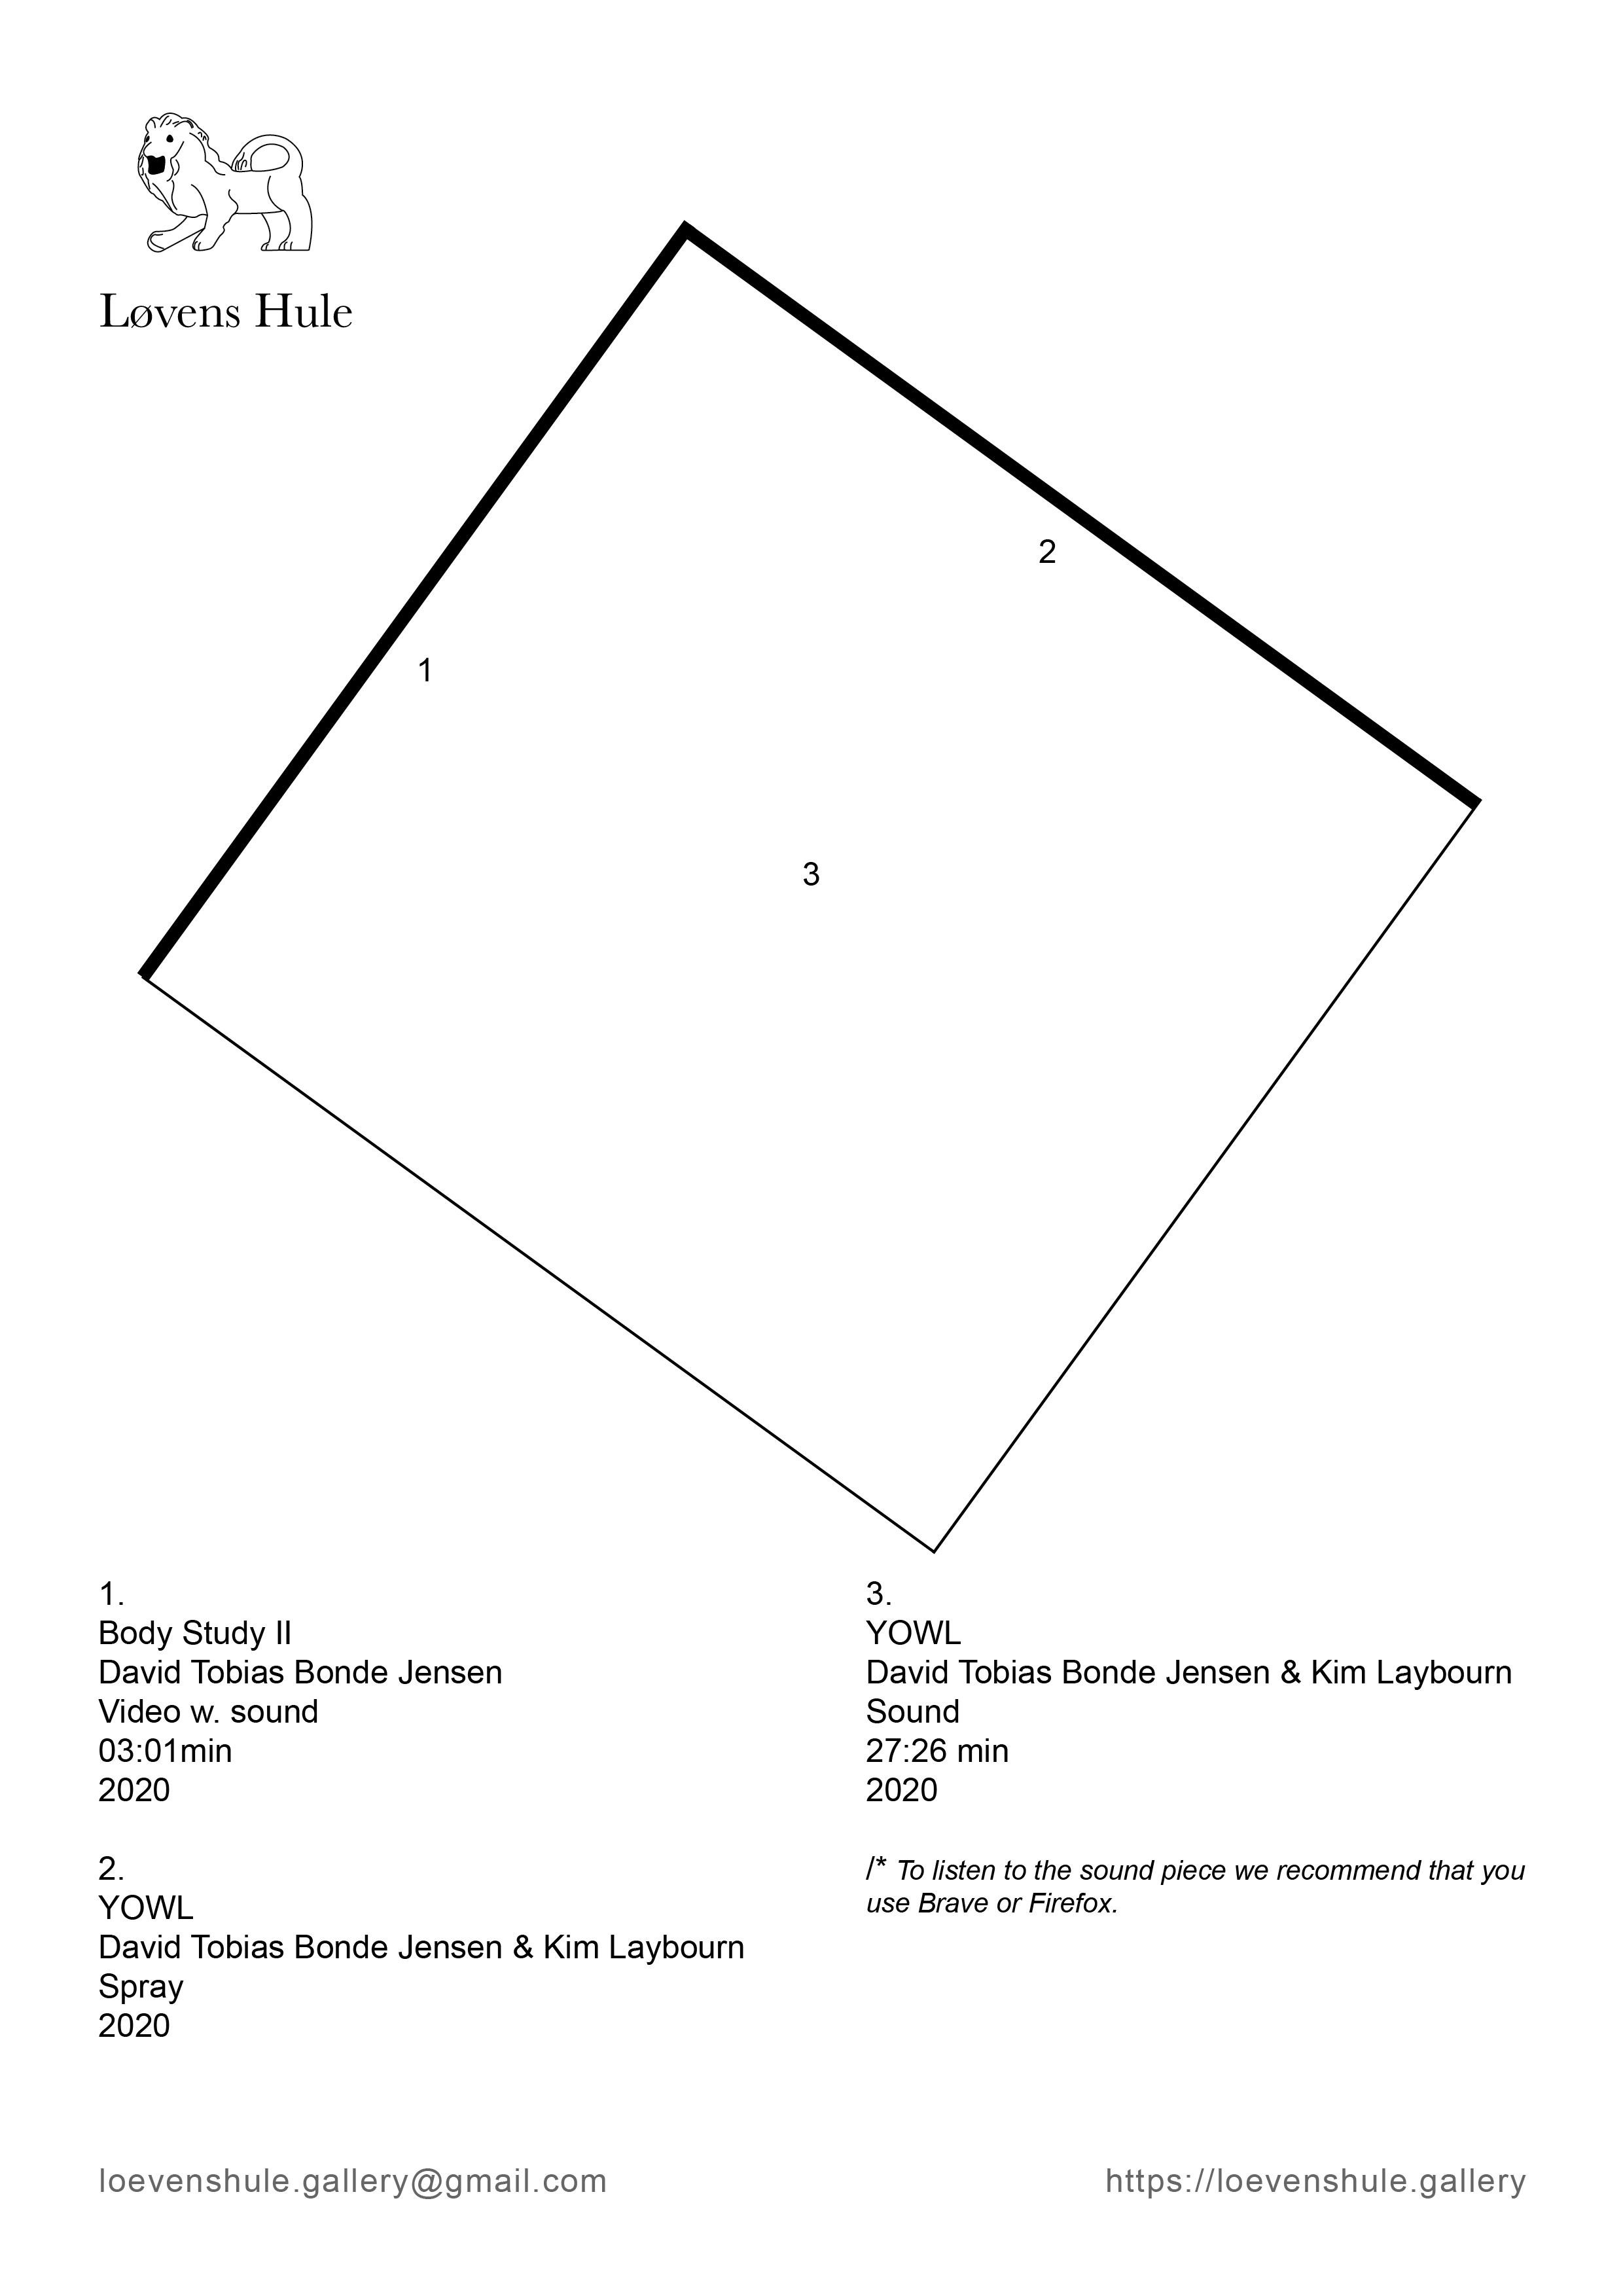 Løvens Hule
2
1
3
1.
Body Study II
David Tobias Bonde Jensen
Video w. sound
03:01min
2020
2.
YOWL
David Tobias Bonde Jensen & Kim Laybourn
Spray
2020
3.
YOWL
David Tobias Bonde Jensen & Kim Laybourn
Sound
27:26 min
2020
/* To listen to the sound piece we recommend that you
use Brave or Firefox.
loevenshule.gallery@gmail.com
https://loevenshule.gallery